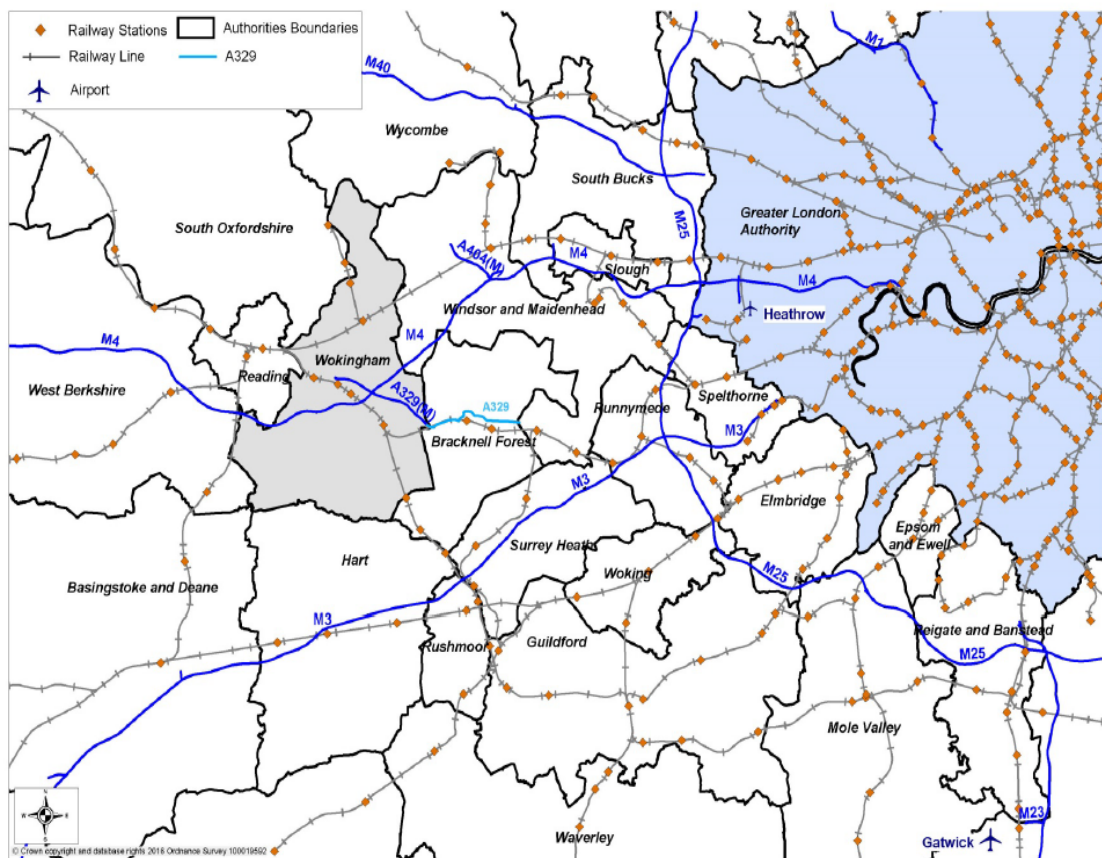 Railway Stations
Authorities Boundaries
Railway Line
A329
Airport
M40
M1
Wycombe
South Bucks
M25
South Oxfordshire
Greater London
Authority
A404(M)
M4
Slough
M4
Heathrow
Windsor and Maidenhead
M4
M4
Wokingham
Reading
West Berkshire
A329(M)
A329
Bracknell Forest
Runnymede
Spelthorne
M3
M3
Elmbridge
Epsom
and Ewell
Surrey Heath
Hart
Woking
M25
Basingstoke and Deane
M3
Rushmoor
Guildford
Reigate and Banstead
M25
Mole Valley
M23
Waverley
Gatwick
N
W
E
S
© Crown copyright and database rights 2016 Ordnance Survey 100019592